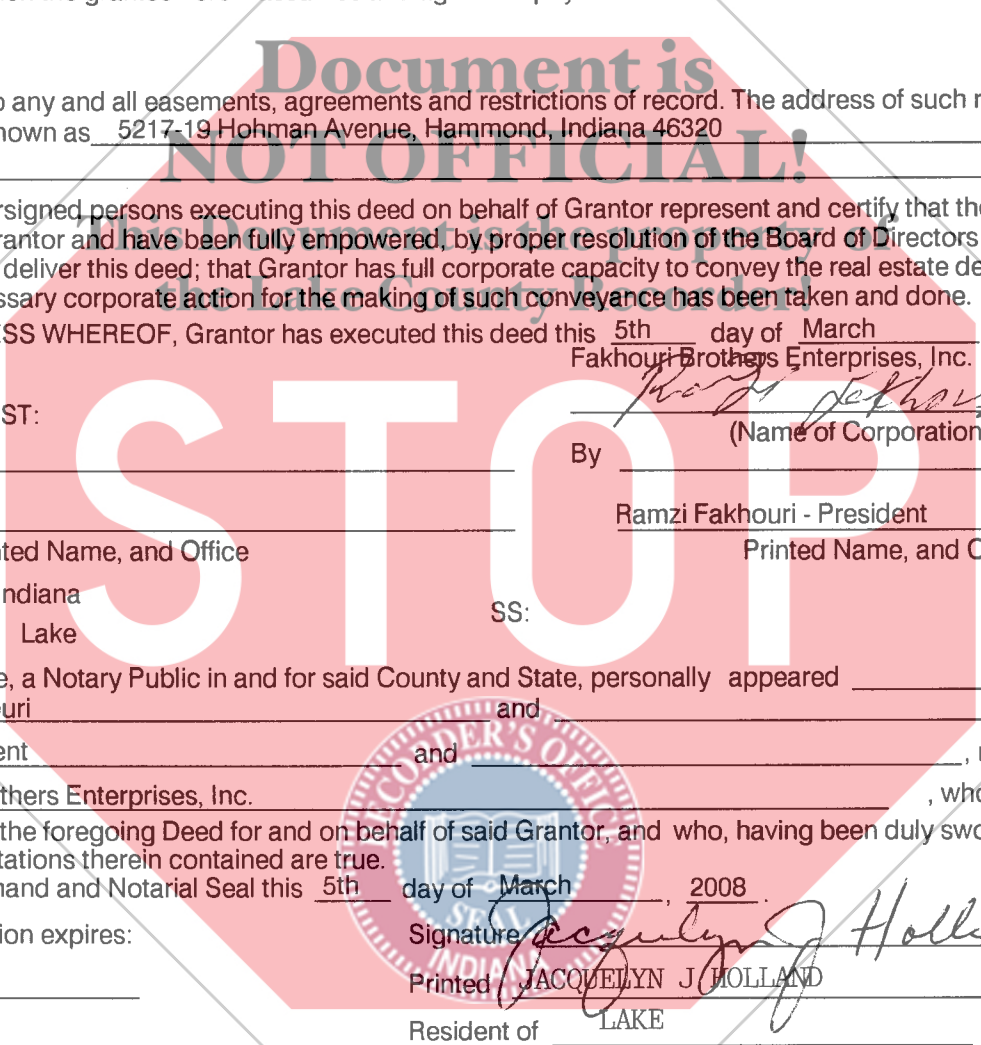 Document is
o any and all easements, agreements and restrictions of record. The address of such r
nown as 5217-19 Hohman Avenue, Hammond, Indiana 46320
NOT OFFICIAL!
rsigned persons executing this deed on behalf of Grantor represent and certify that the
This Document is the property of
rantor and have been fully empowered, by proper resolution of the Board of Directors
deliver this deed; that Grantor has full corporate capacity to convey the real estate de
the Lake County Recorder!
ssary corporate action for the making of such conveyance has been taken and done.
SS WHEREOF, Grantor has executed this deed this 5th day of March
Fakhouri Brothers Enterprises, Inc.
Ramzi Fakhou
ST:
(Name of Corporation
By
STOP
Ramzi Fakhouri - President
ted Name, and Office Printed Name, and O
ndiana
SS:
Lake
e, a Notary Public in and for said County and State, personally appeared
uri and
ent and ,
thers Enterprises, Inc. , who
the foregoing Deed for and on behalf of said Grantor, and who, having been duly swo
tations therein contained are true.
hand and Notarial Seal this 5th day of March , 2008 .
RECORDER'S OFFICE
SEAL
INDIANA
ion expires: Signature Jacquelyn J Holl
Printed JACQUELYN J HOLLAND
Resident of LAKE